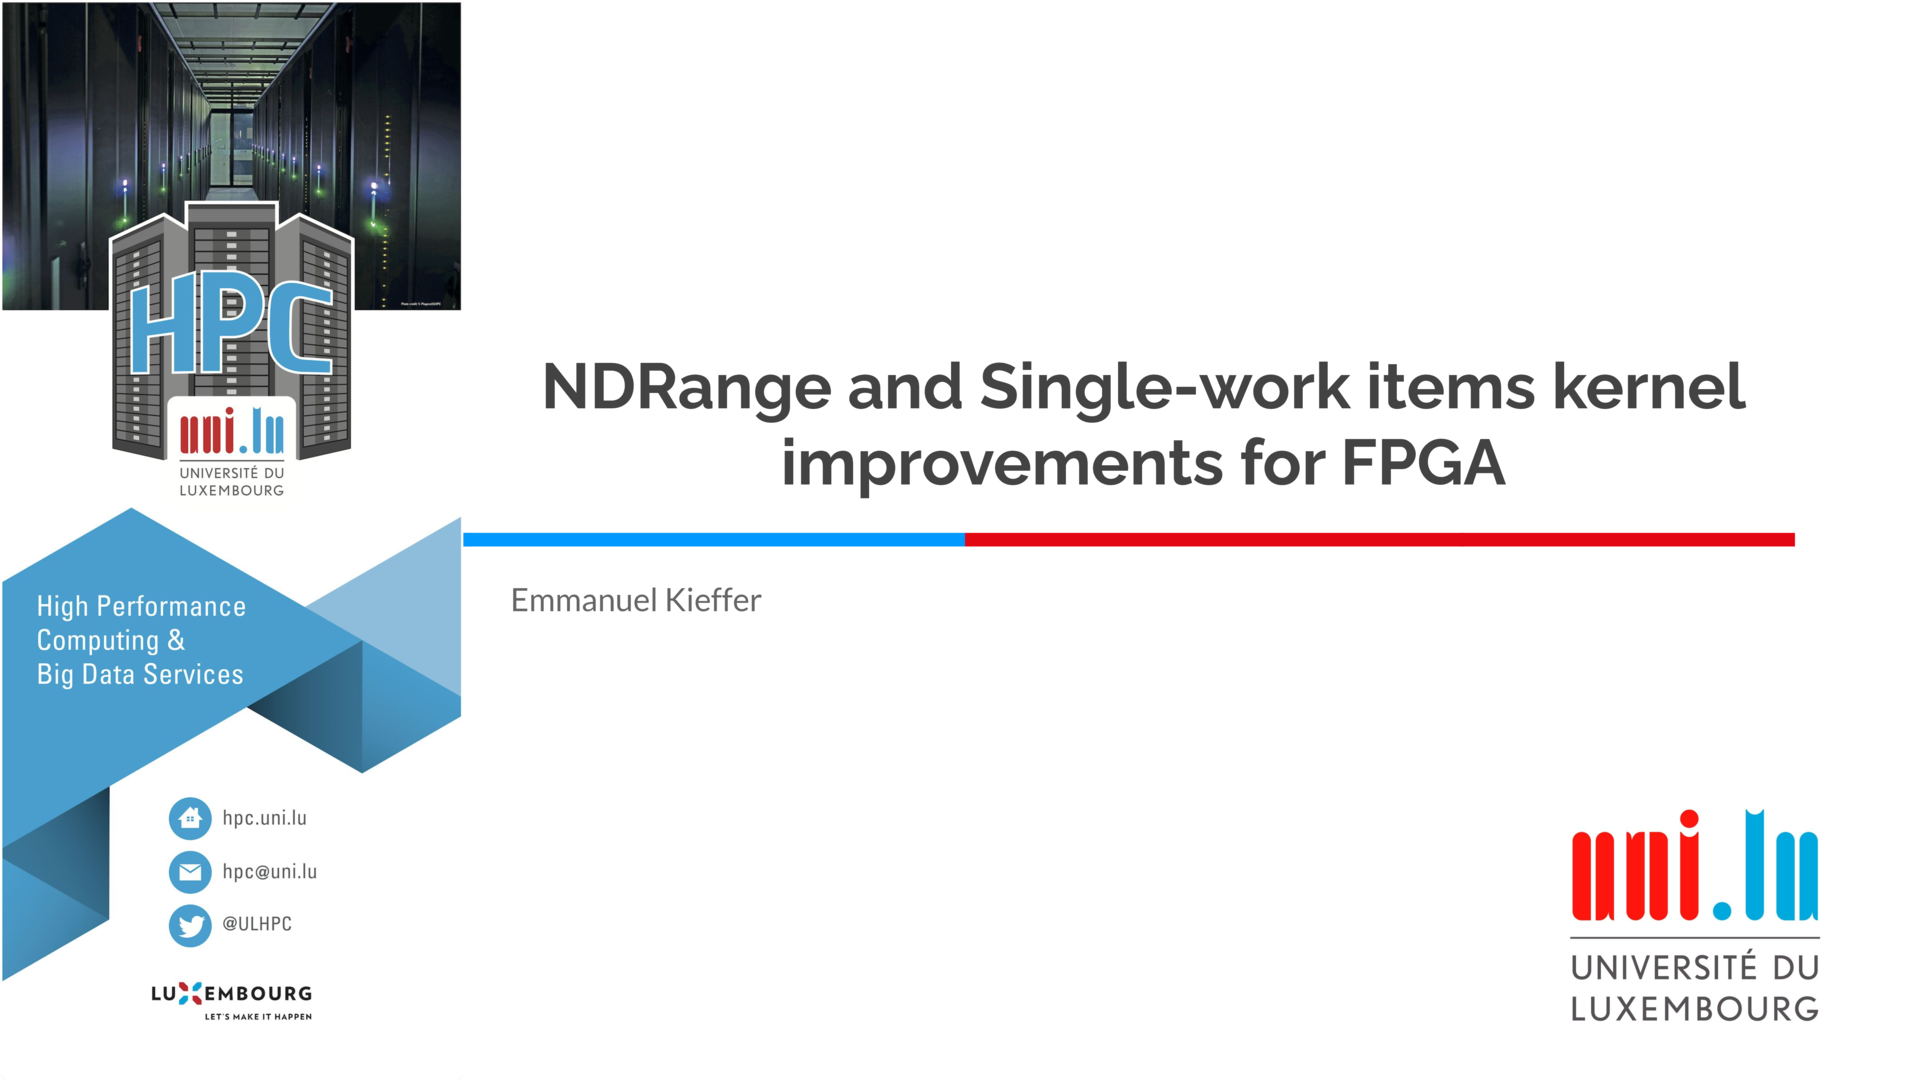 HPC
uni.lu
UNIVERSITÉ DU
LUXEMBOURG
High Performance
Computing &
Big Data Services
hpc.uni.lu
hpc@uni.lu
@ULHPC
LUXEMBOURG
LET'S MAKE IT HAPPEN
NDRange and Single-work items kernel
improvements for FPGA
Emmanuel Kieffer
uni.lu
UNIVERSITÉ DU
LUXEMBOURG